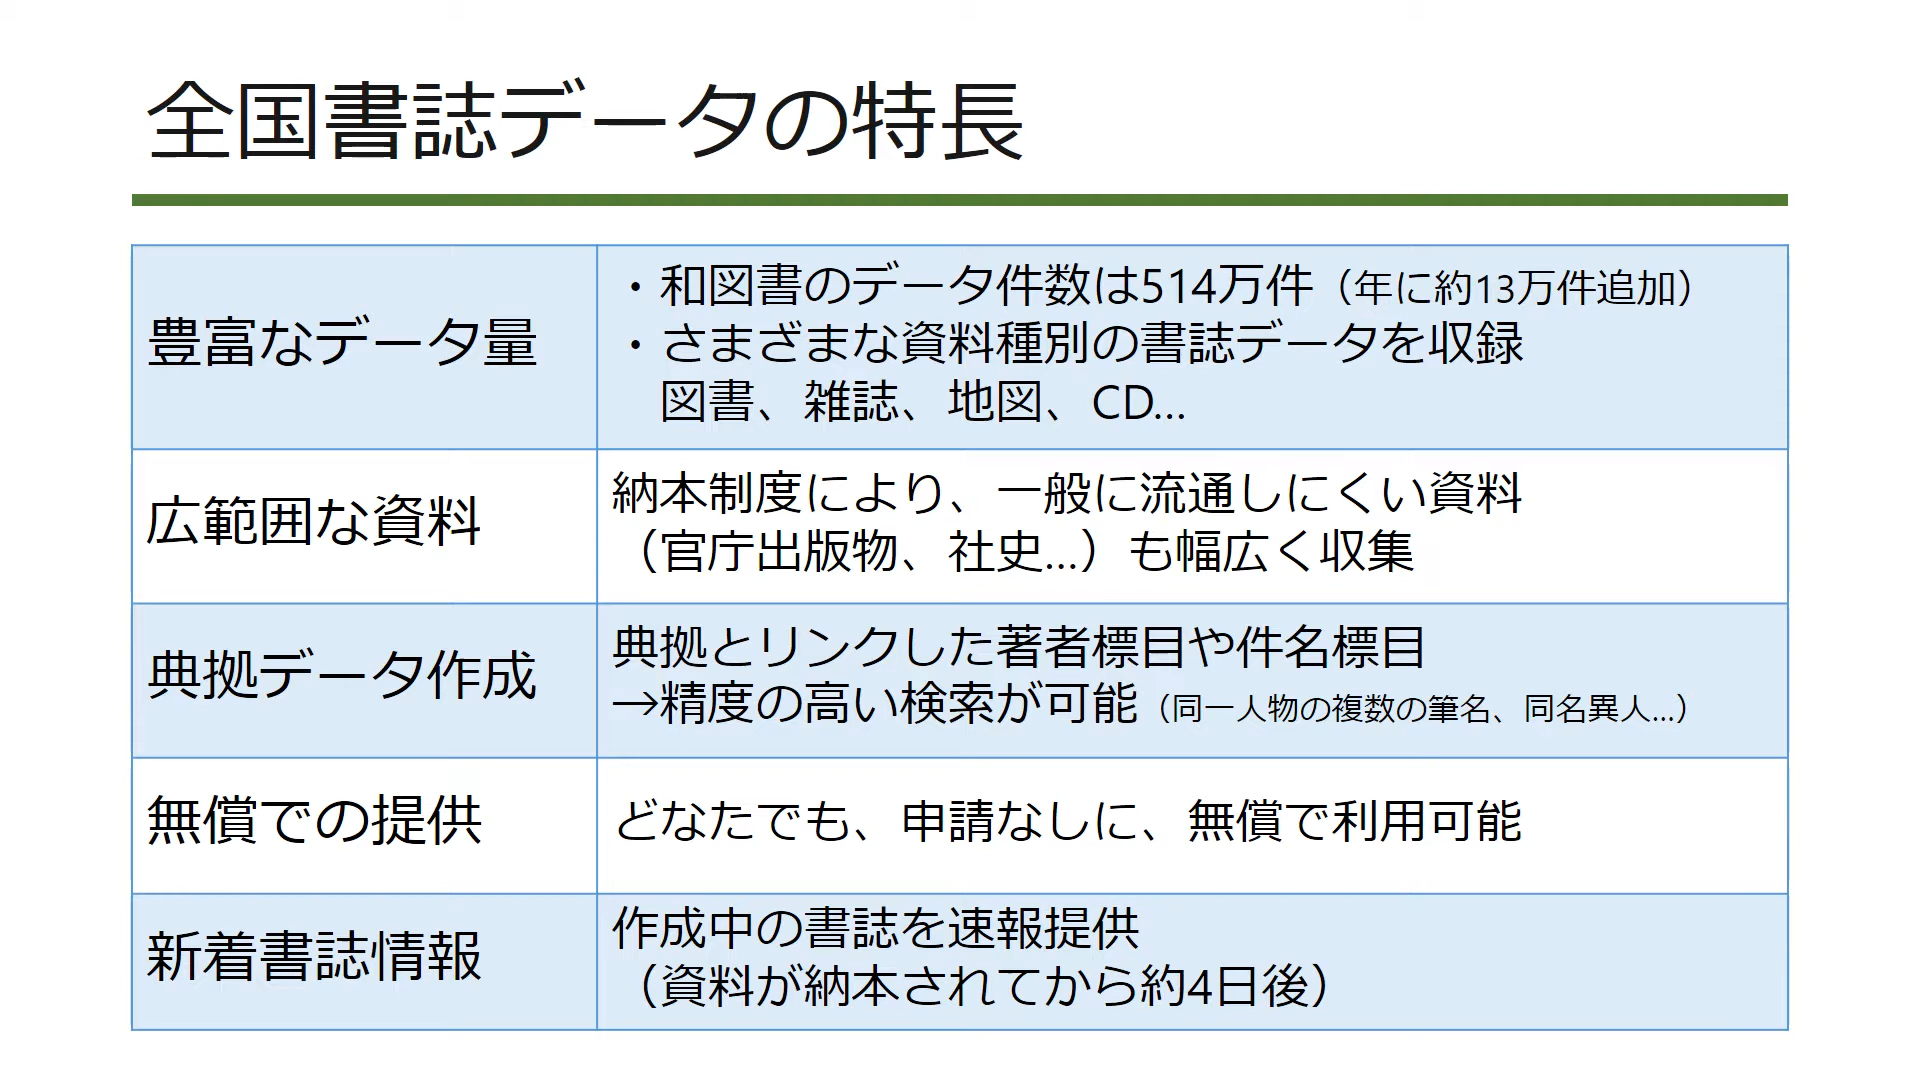 全国書誌データの特長
豊富なデータ量
・和図書のデータ件数は514万件（年に約13万件追加）
・さまざまな資料種別の書誌データを収録
図書、雑誌、地図、CD…
広範囲な資料
納本制度により、一般に流通しにくい資料
（官庁出版物、社史…）も幅広く収集
典拠データ作成
典拠とリンクした著者標目や件名標目
→精度の高い検索が可能（同一人物の複数の筆名、同名異人…）
無償での提供
どなたでも、申請なしに、無償で利用可能
新着書誌情報
作成中の書誌を速報提供
（資料が納本されてから約4日後）